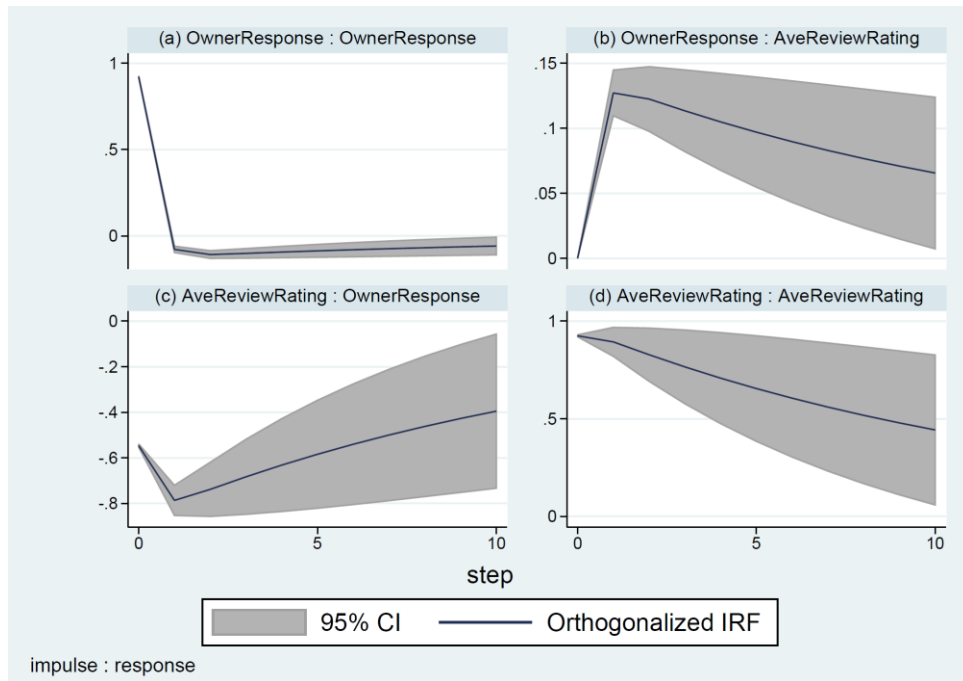 (a) OwnerResponse : OwnerResponse
1
.5
0
(b) OwnerResponse : AveReviewRating
.15
.1
.05
0
(c) AveReviewRating : OwnerResponse
0
-.2
-.4
-.6
-.8
0 5 10
(d) AveReviewRating : AveReviewRating
1
.5
0
0 5 10
step
95% CI Orthogonalized IRF
impulse : response